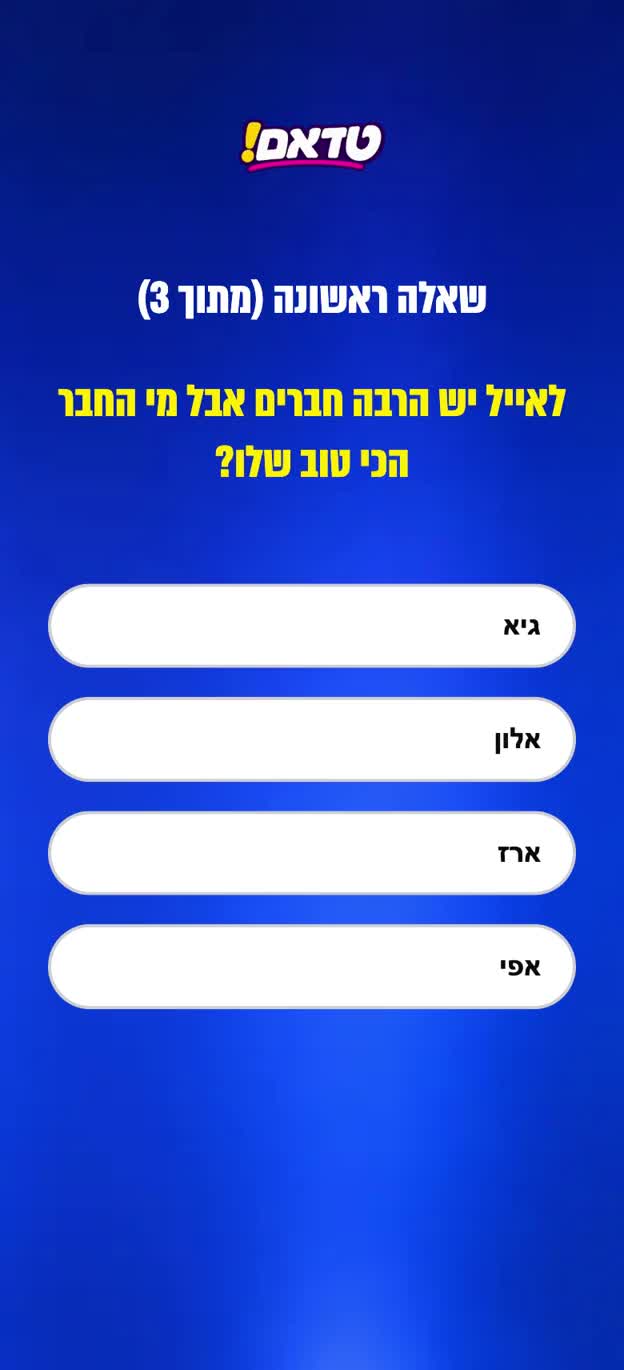 טדאם!
שאלה ראשונה (מתוך 3)
לאייל יש הרבה חברים אבל מי החבר
הכי טוב שלו?
גיא
אלון
ארז
אפי